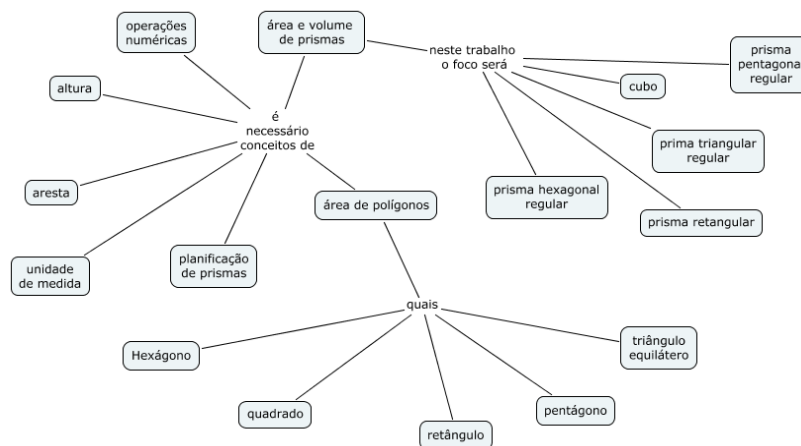 operações
numéricas
área e volume
de prismas
neste trabalho
o foco será
prisma
pentagonal
regular
cubo
altura
é
necessário
conceitos de
prima triangular
regular
aresta
área de polígonos
prisma hexagonal
regular
prisma retangular
unidade
de medida
planificação
de prismas
quais
Hexágono
triângulo
equilátero
quadrado
pentágono
retângulo